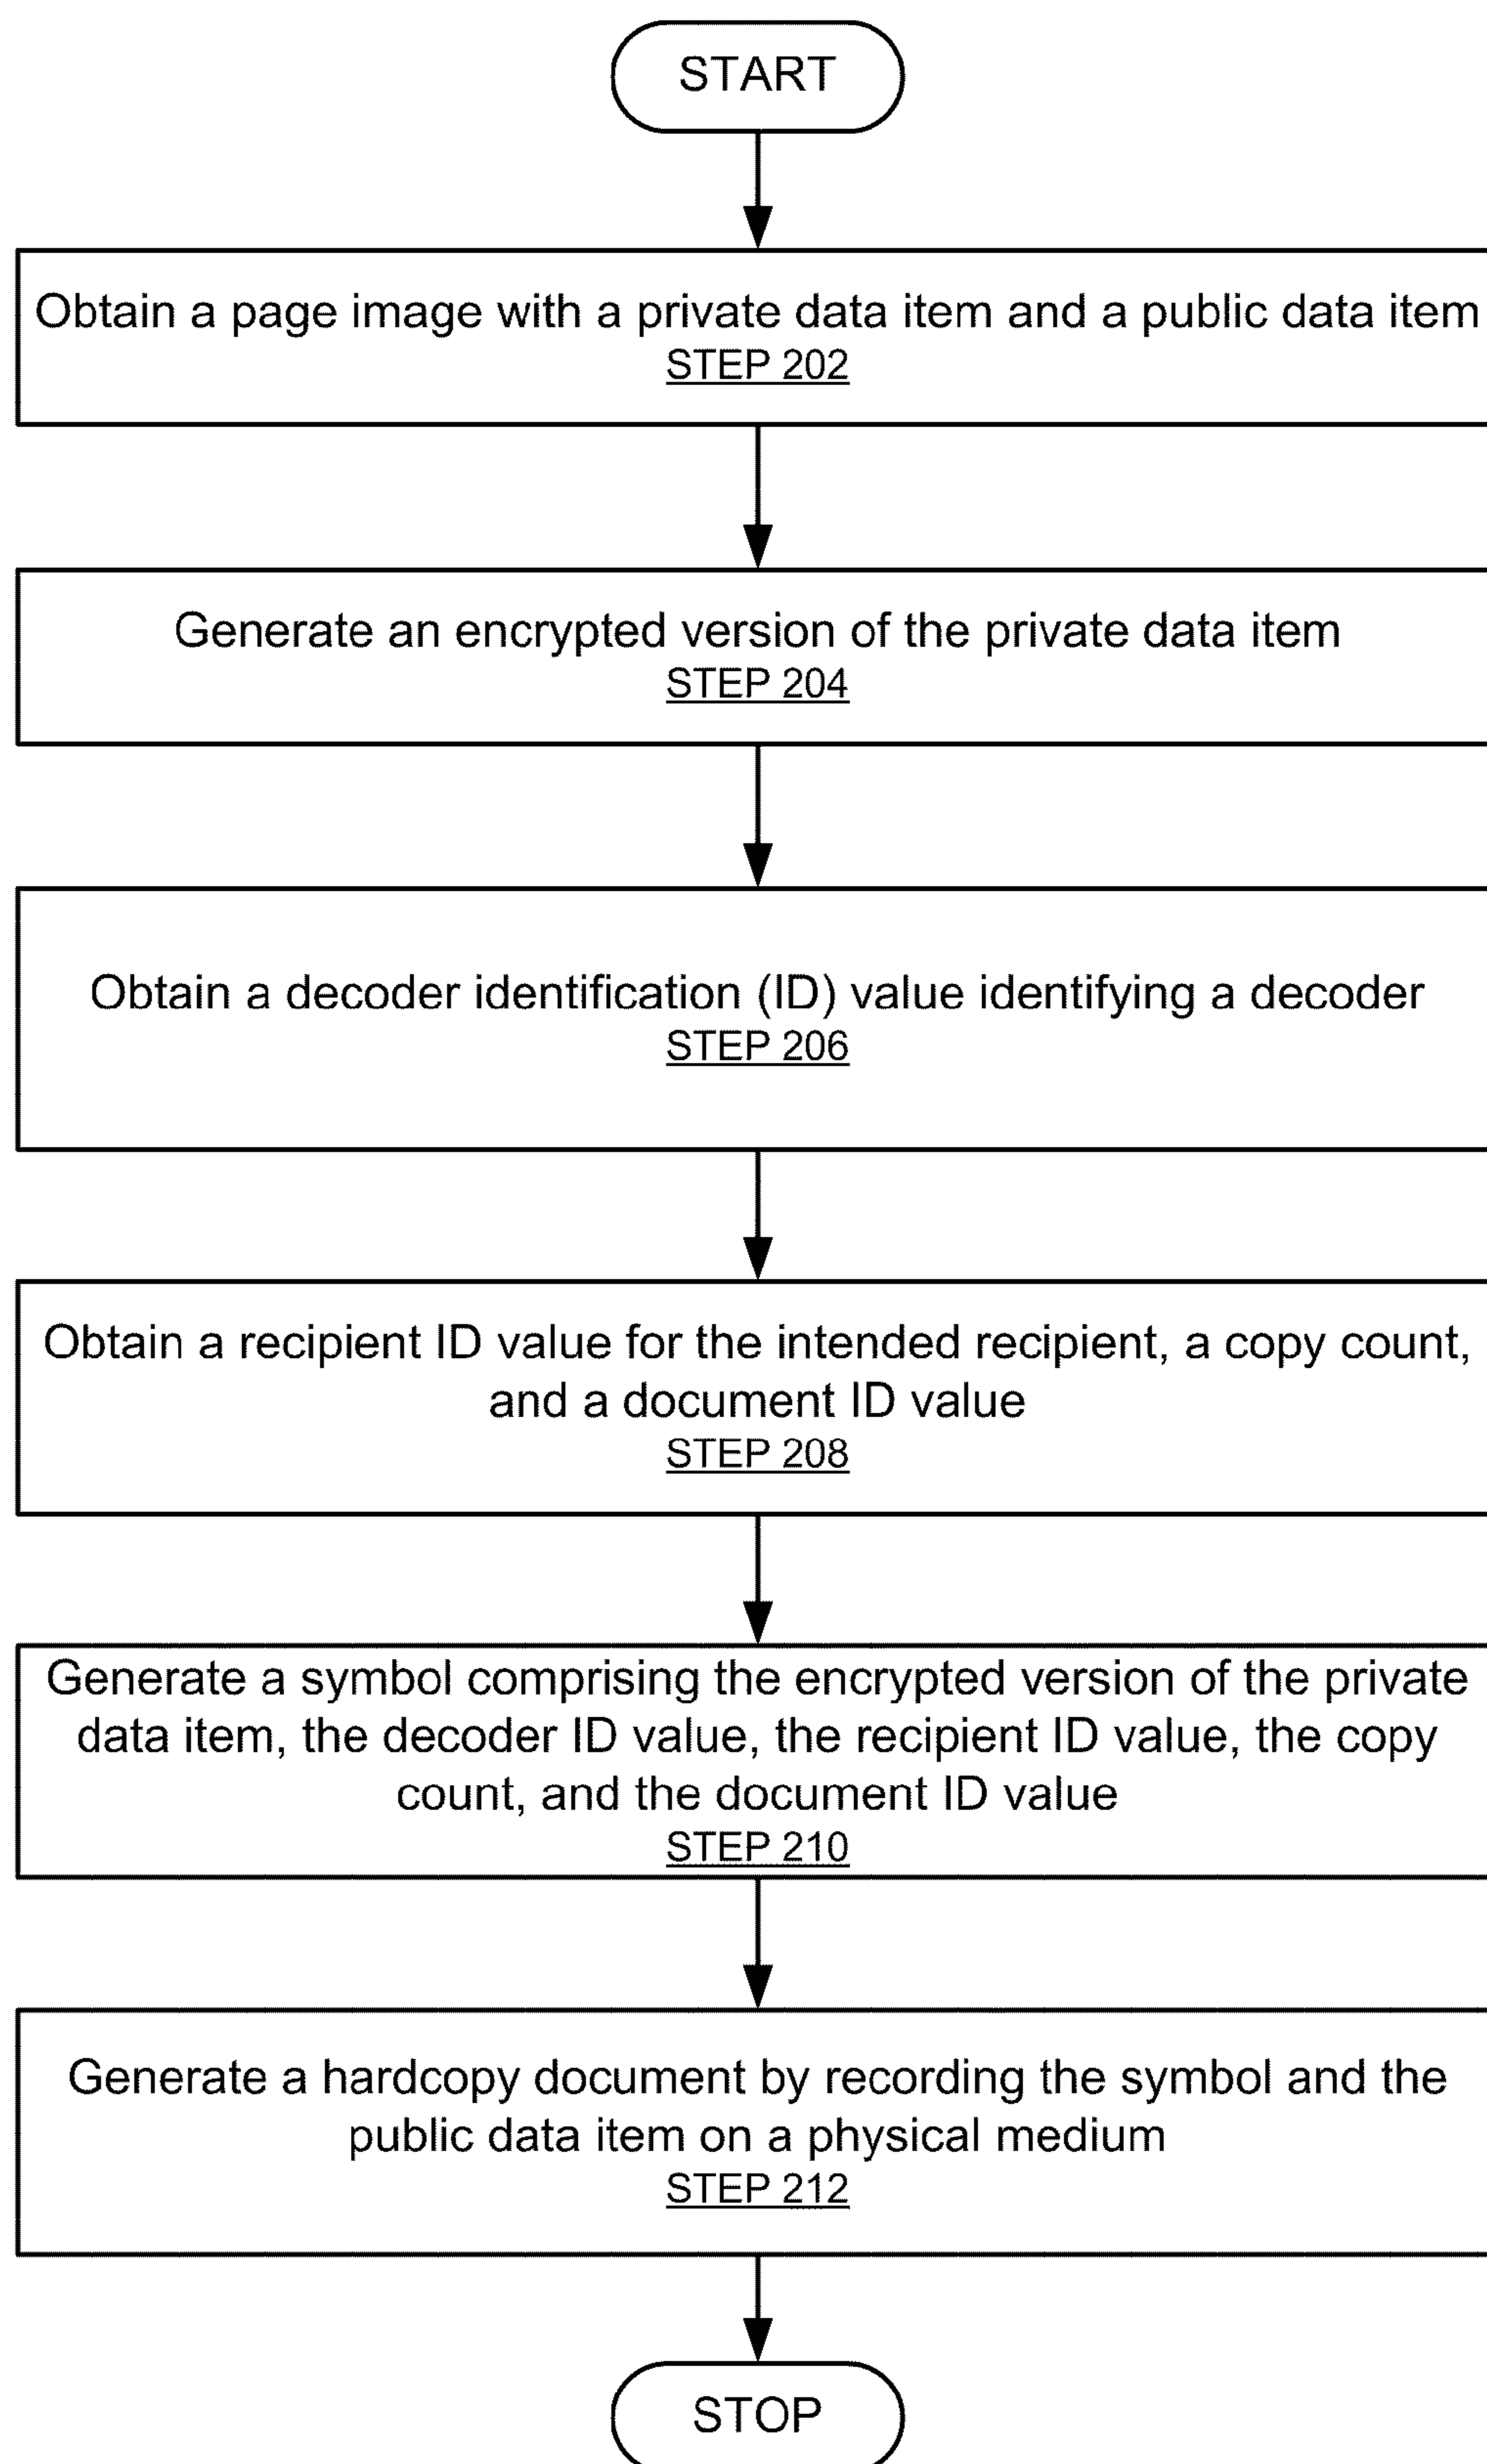 START
Obtain a page image with a private data item and a public data item
STEP 202
Generate an encrypted version of the private data item
STEP 204
Obtain a decoder identification (ID) value identifying a decoder
STEP 206
Obtain a recipient ID value for the intended recipient, a copy count,
and a document ID value
STEP 208
Generate a symbol comprising the encrypted version of the private
data item, the decoder ID value, the recipient ID value, the copy
count, and the document ID value
STEP 210
Generate a hardcopy document by recording the symbol and the
public data item on a physical medium
STEP 212
STOP